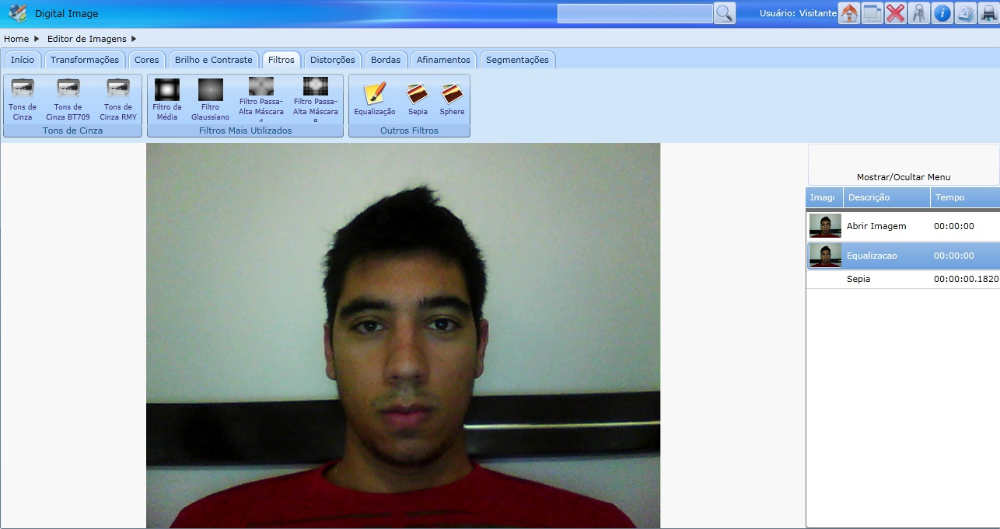 Digital Image
Usuário: Visitante
Home
Editor de Imagens
Início
Transformações
Cores
Brilho e Contraste
Filtros
Distorções
Bordas
Afinamentos
Segmentações
Tons de
Cinza
Tons de
Cinza BT709
Tons de
Cinza RMY
Tons de Cinza
Filtro da
Média
Filtro
Glaussiano
Filtro Passa-
Alta Máscara
Filtro Passa-
Alta Máscara
Filtros Mais Utilizados
Equalização
Sepia
Sphere
Outros Filtros
Mostrar/Ocultar Menu
Imag
Descrição
Tempo
Abrir Imagem
00:00:00
Equalizacao
00:00:00
Sepia
00:00:00.1820